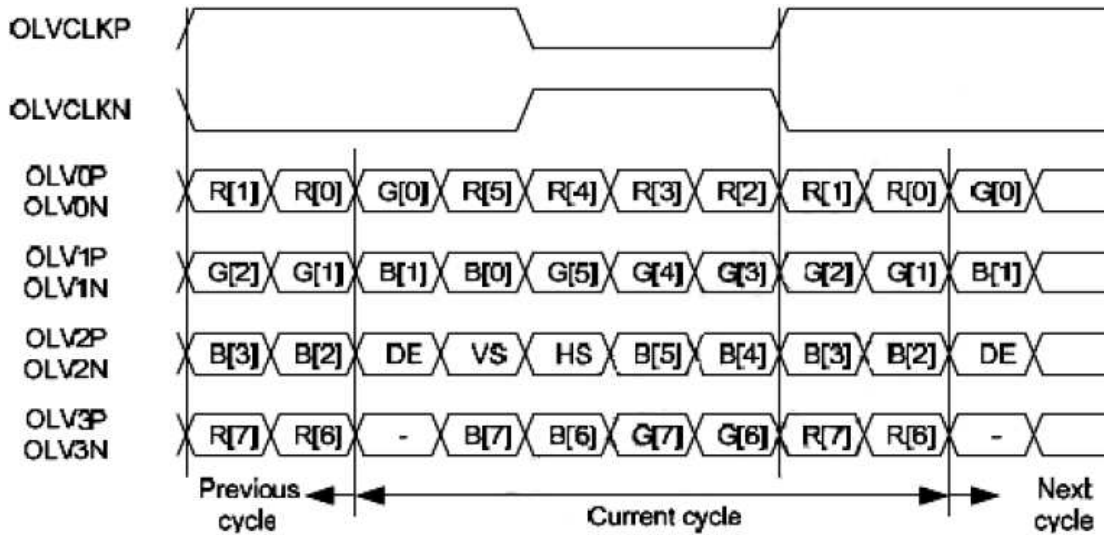 OLVCLKP
OLVCLKN
OLV0P
OLV0N
R[1] R[0] G[0] R[5] R[4] R[3] R[2] R[1] R[0] G[0]
OLV1P
OLV1N
G[2] G[1] B[1] B[0] G[5] G[4] G[3] G[2] G[1] B[1]
OLV2P
OLV2N
B[3] B[2] DE VS HS B[5] B[4] B[3] B[2] DE
OLV3P
OLV3N
R[7] R[6] - B[7] B[6] G[7] G[6] R[7] R[6] -
Previous
cycle
Current cycle
Next
cycle